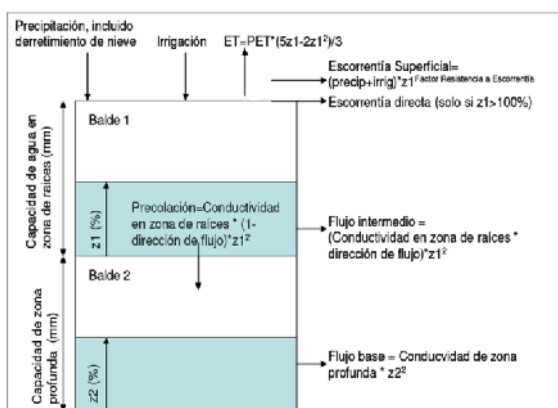 Precipitación, incluido
derretimiento de nieve
Irrigación
ET=PET*(5z1-2z1²)/3
Escorrentía Superficial=
(precip+irrig)*z1^Factor Resistencia a Escorrentía
Escorrentía directa (solo si z1>100%)
Capacidad de agua en
zona de raíces (mm)
Balde 1
z1 (%)
Precolación=Conductividad
en zona de raíces * (1-
dirección de flujo)*z1²
Flujo intermedio =
(Conductividad en zona de raíces *
dirección de flujo)*z1²
Capacidad de zona
profunda (mm)
Balde 2
z2 (%)
Flujo base = Conducvidad de zona
profunda * z2²